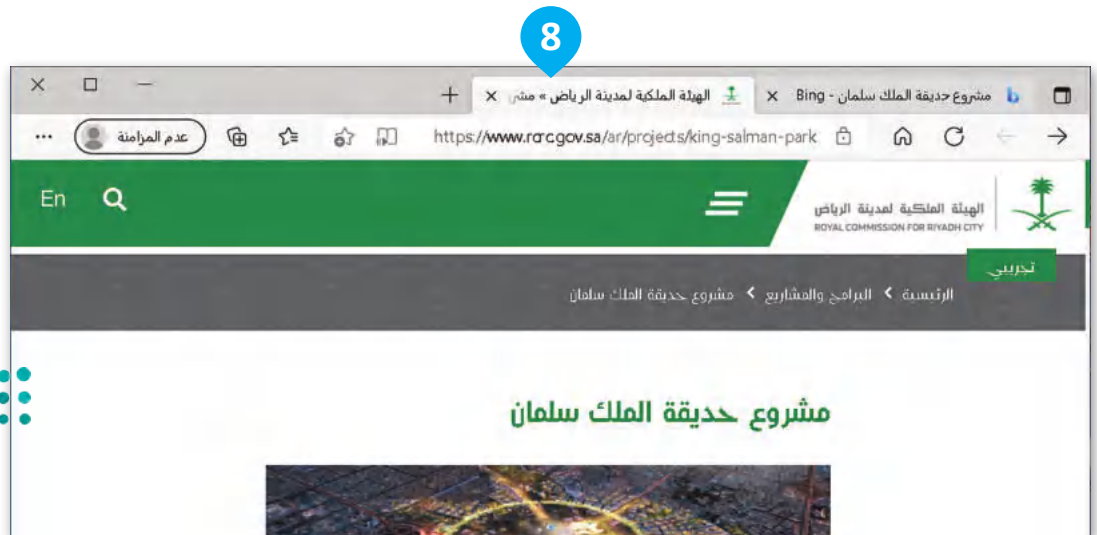 8
مشروع حديقة الملك سلمان - Bing
الهيئة الملكية لمدينة الرياض » مشر
https://www.rcrc.gov.sa/ar/projects/king-salman-park
عدم المزامنة
الهيئة الملكية لمدينة الرياض
ROYAL COMMISSION FOR RIYADH CITY
En
تجريبي
الرئيسية > البرامج والمشاريع > مشروع حديقة الملك سلمان
مشروع حديقة الملك سلمان